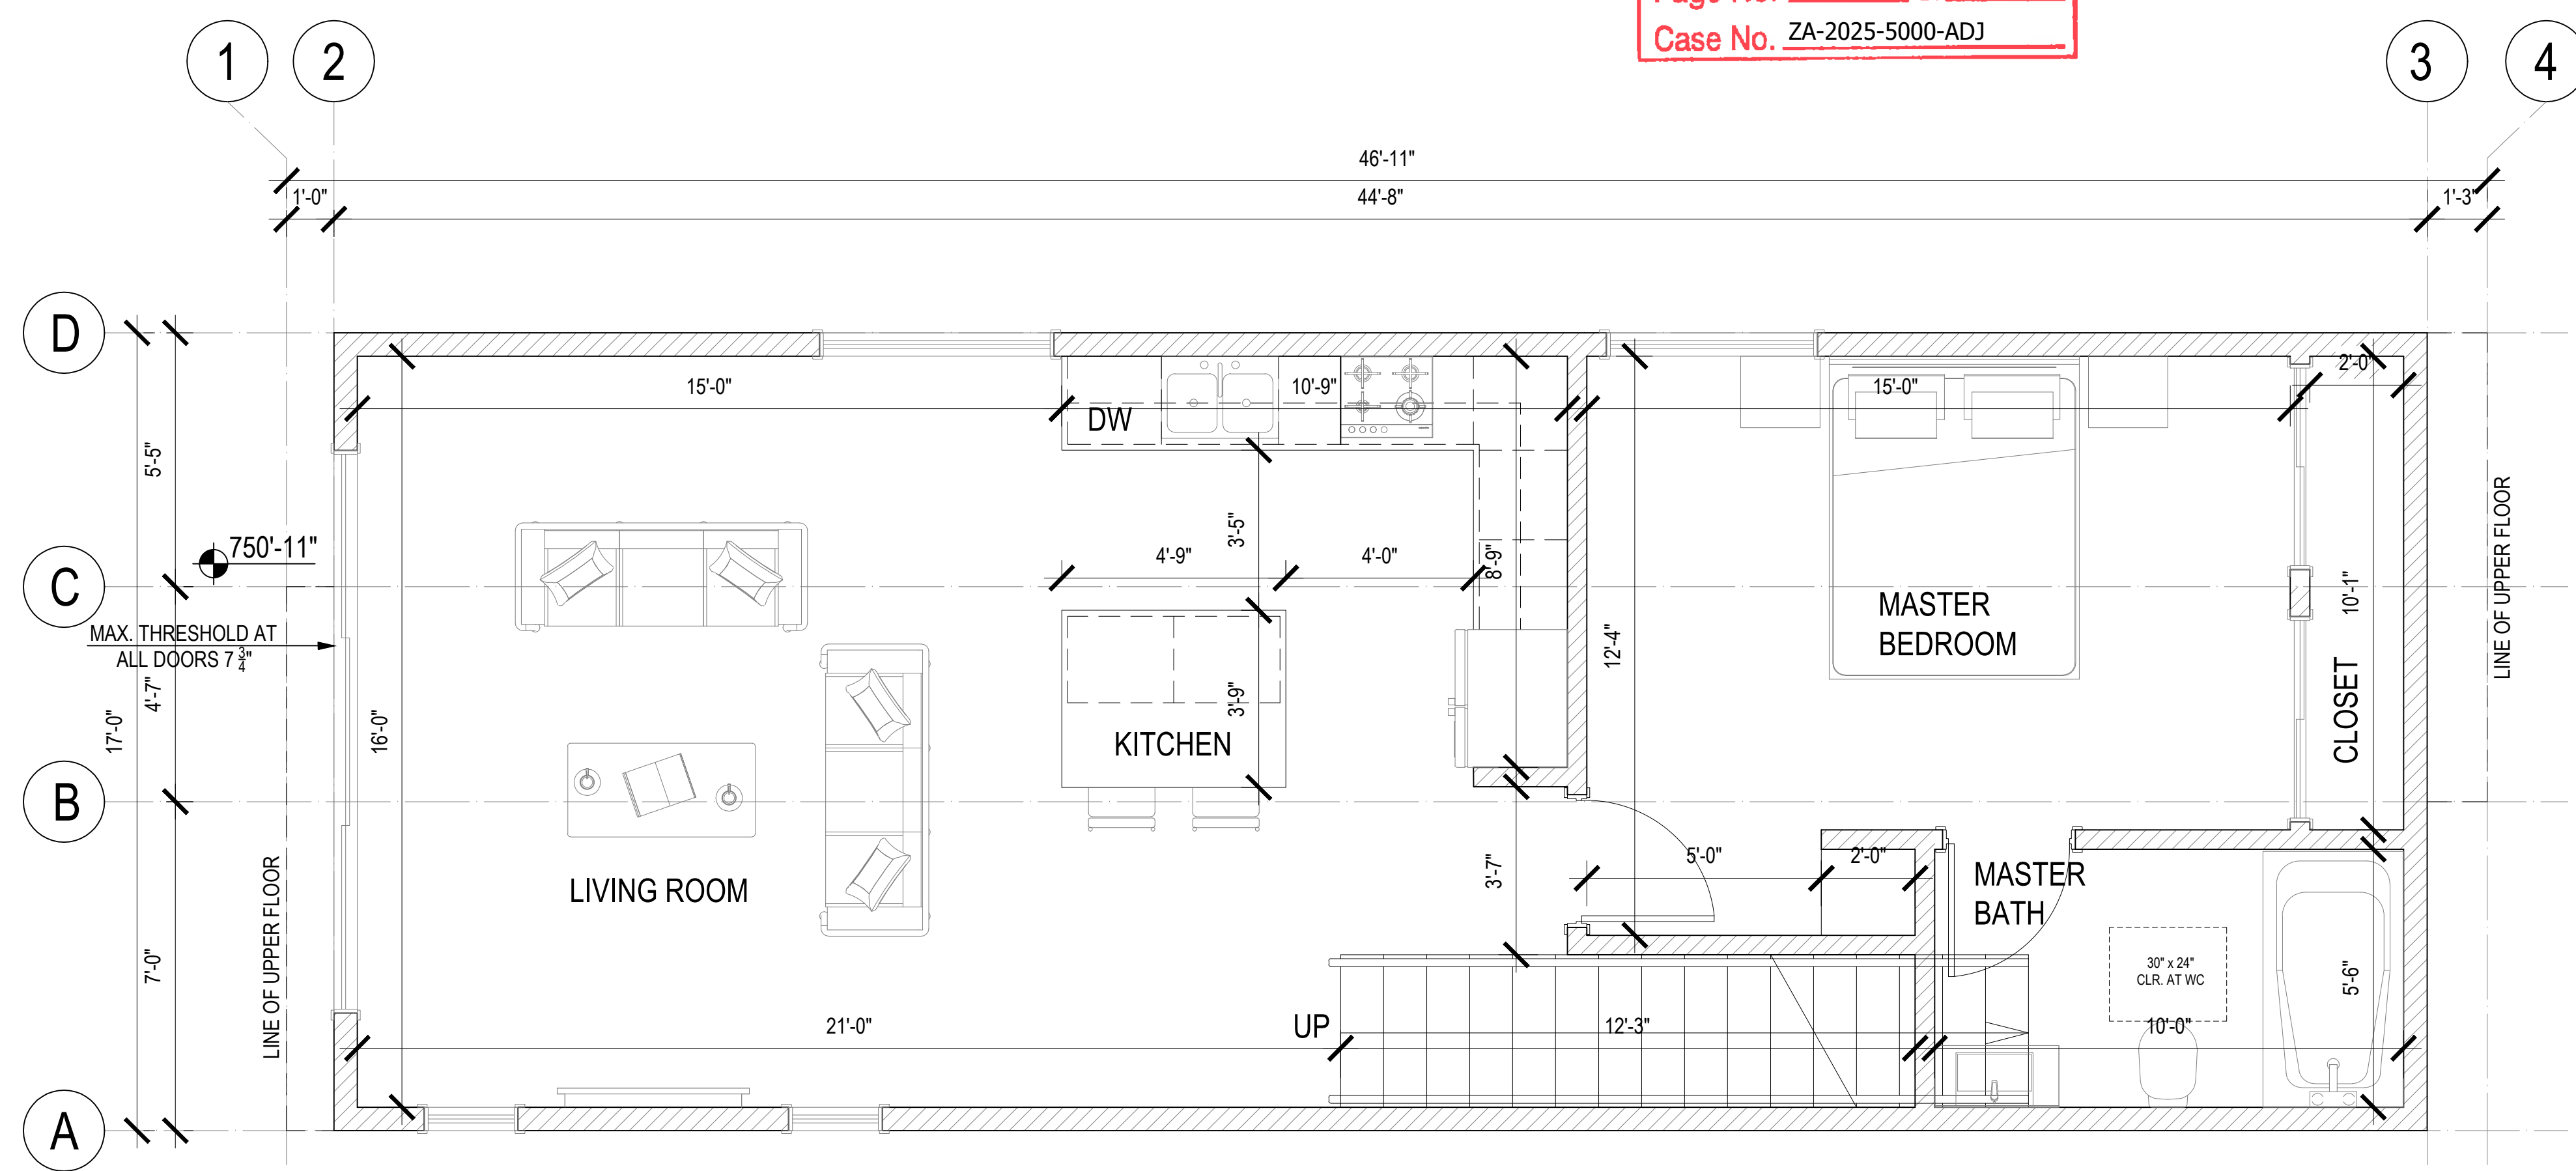 Case No. ZA-2025-5000-ADJ
1
2
3
4
46'-11"
1'-0"
44'-8"
1'-3"
D
C
B
A
5'-5"
4'-7"
17'-0"
7'-0"
750'-11"
MAX. THRESHOLD AT
ALL DOORS 7 3/4"
LINE OF UPPER FLOOR
16'-0"
15'-0"
DW
10'-9"
3'-5"
4'-9"
4'-0"
8'-9"
3'-9"
KITCHEN
LIVING ROOM
3'-7"
21'-0"
UP
12'-3"
12'-4"
15'-0"
2'-0"
MASTER
BEDROOM
10'-1"
CLOSET
LINE OF UPPER FLOOR
5'-0"
2'-0"
MASTER
BATH
30" x 24"
CLR. AT WC
5'-6"
10'-0"